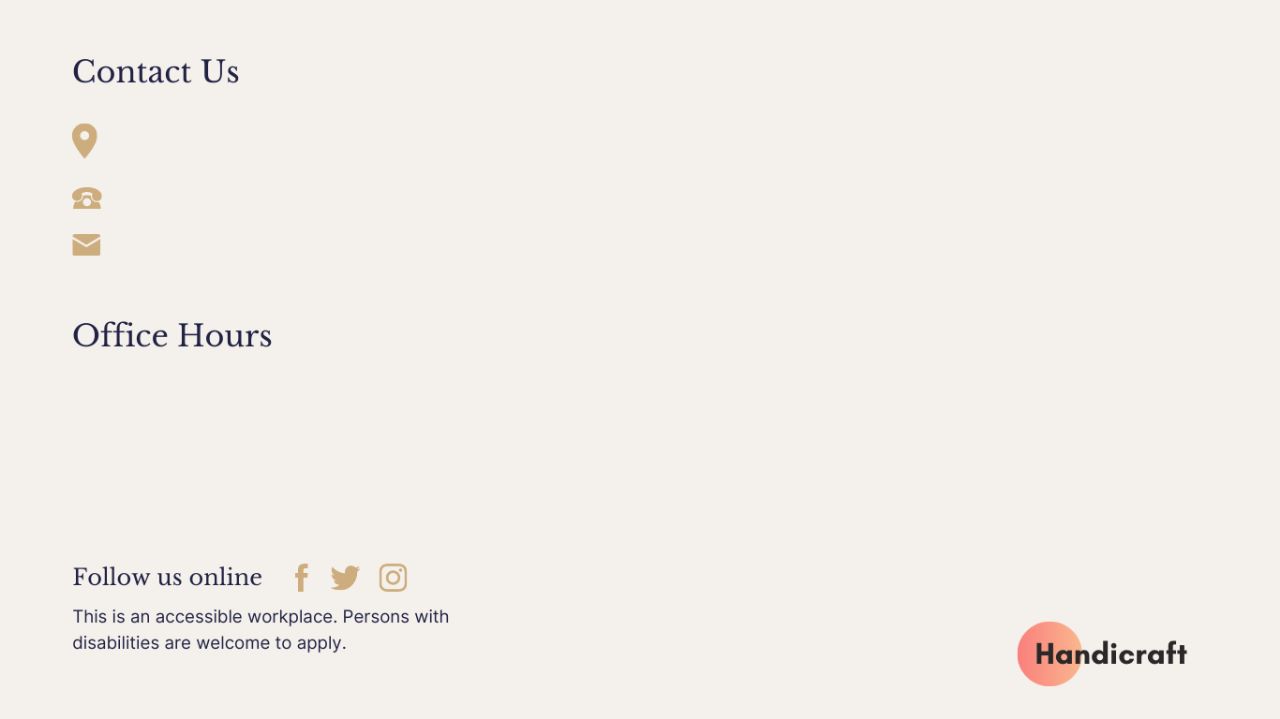 Contact Us
Office Hours
Follow us online
This is an accessible workplace. Persons with
disabilities are welcome to apply.
Handicraft